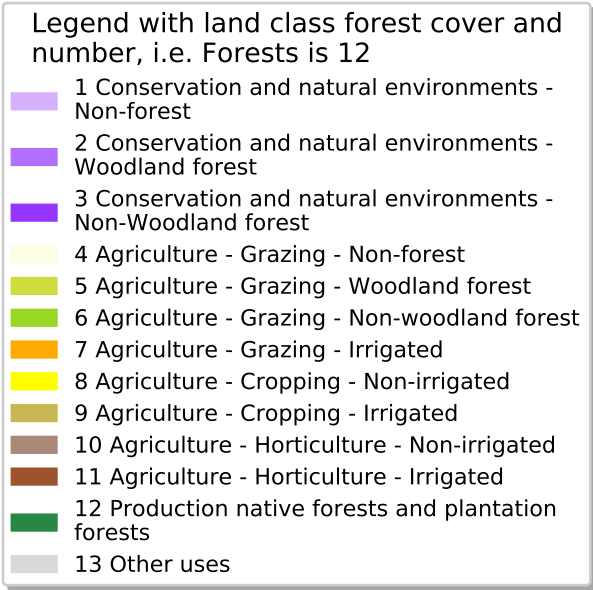 Legend with land class forest cover and
number, i.e. Forests is 12
1 Conservation and natural environments -
Non-forest
2 Conservation and natural environments -
Woodland forest
3 Conservation and natural environments -
Non-Woodland forest
4 Agriculture - Grazing - Non-forest
5 Agriculture - Grazing - Woodland forest
6 Agriculture - Grazing - Non-woodland forest
7 Agriculture - Grazing - Irrigated
8 Agriculture - Cropping - Non-irrigated
9 Agriculture - Cropping - Irrigated
10 Agriculture - Horticulture - Non-irrigated
11 Agriculture - Horticulture - Irrigated
12 Production native forests and plantation
forests
13 Other uses